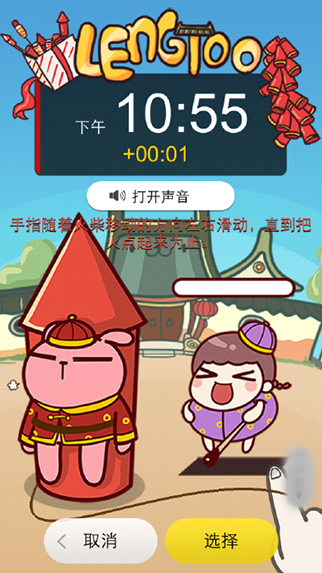 LENGTOO
下午 10:55
+00:01
打开声音
手指随着火柴移动的方向左右滑动，直到把
火点起来为止。
取消
选择